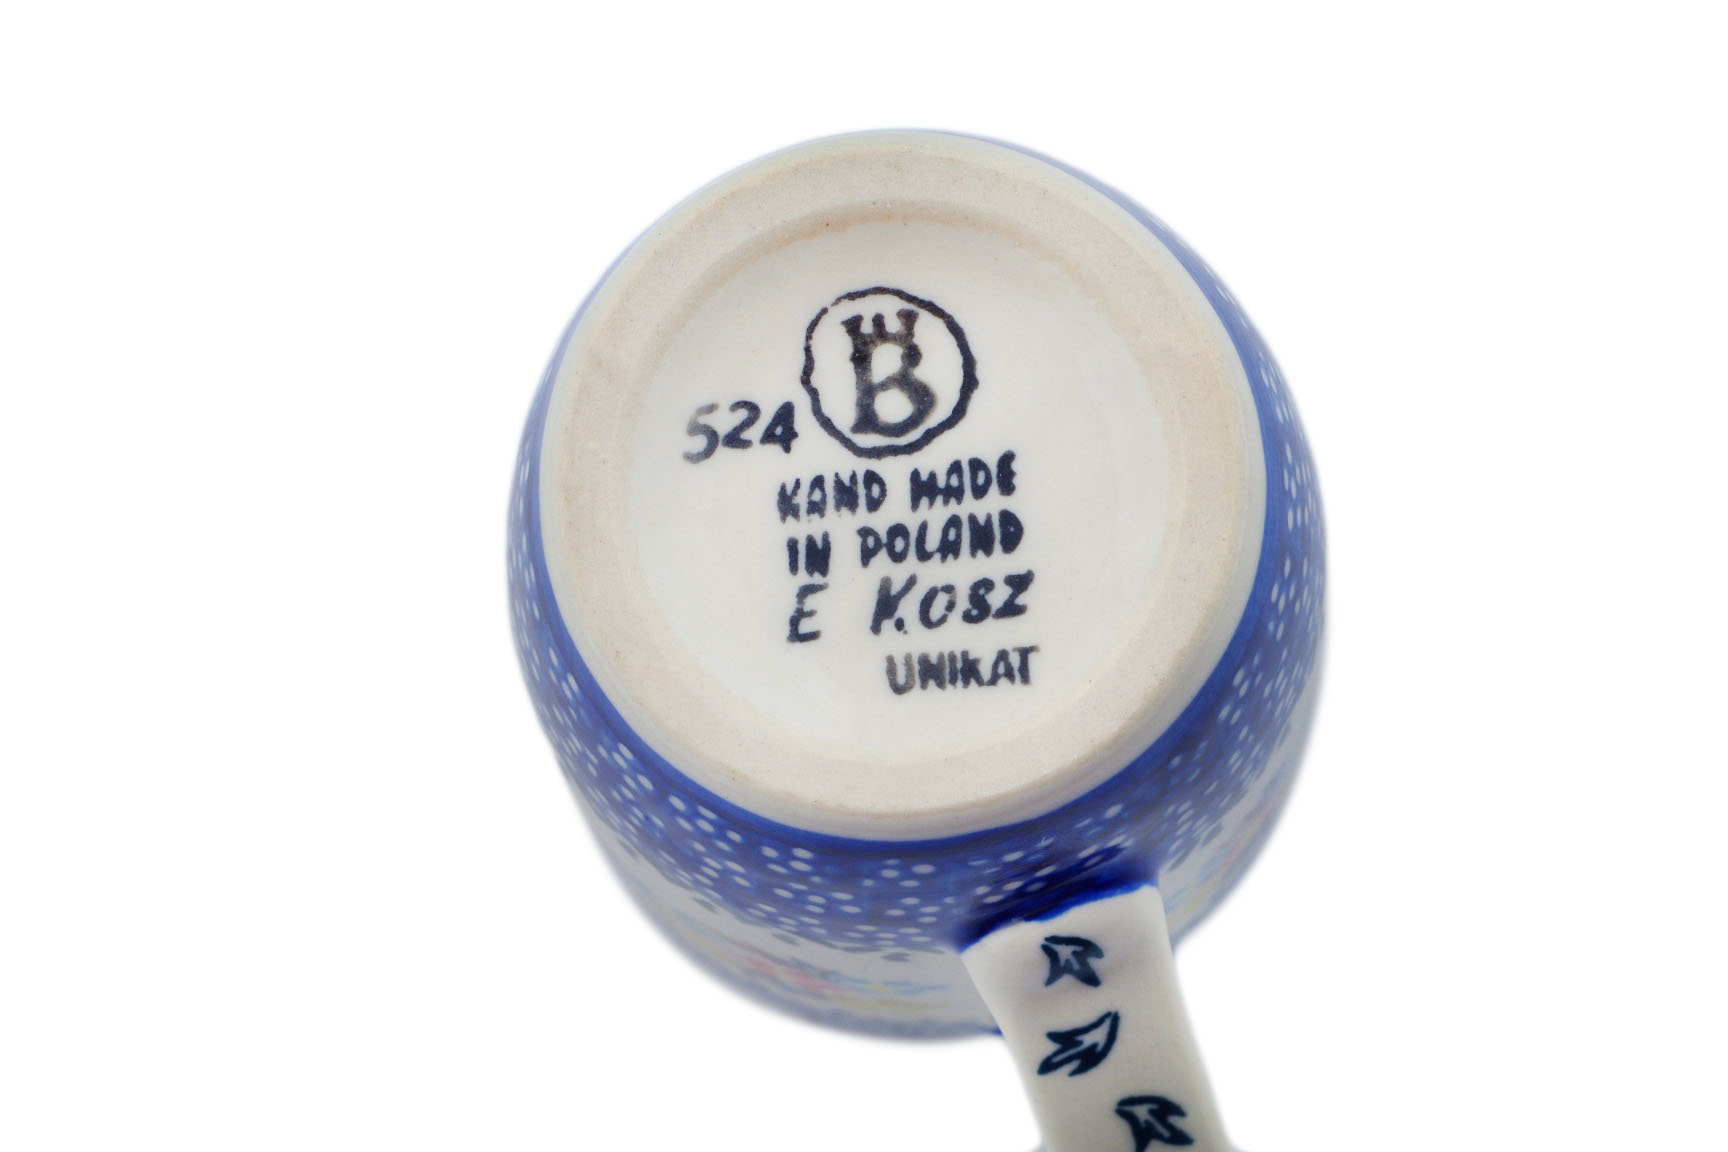 B
524
HAND MADE
IN POLAND
E KOSZ
UNIKAT